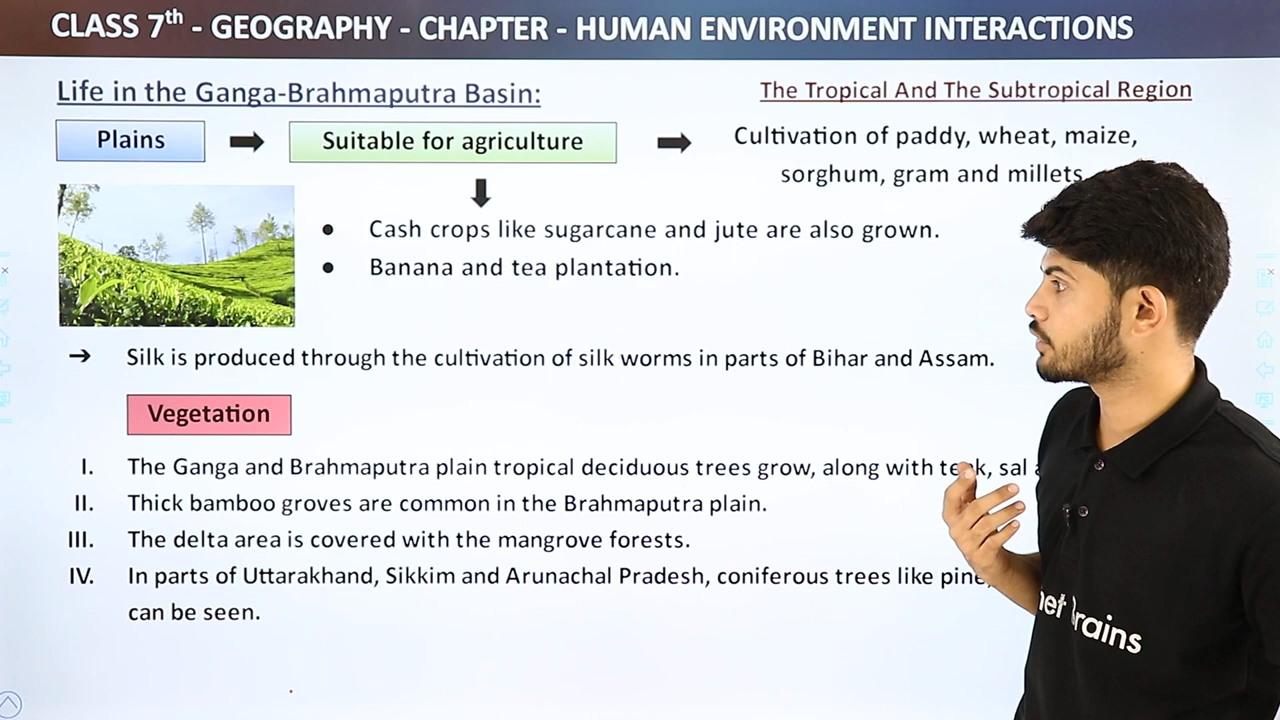 CLASS 7th - GEOGRAPHY - CHAPTER - HUMAN ENVIRONMENT INTERACTIONS
Life in the Ganga-Brahmaputra Basin:
The Tropical And The Subtropical Region
Plains
Suitable for agriculture
Cultivation of paddy, wheat, maize,
sorghum, gram and millets
• Cash crops like sugarcane and jute are also grown.
• Banana and tea plantation.
➔ Silk is produced through the cultivation of silk worms in parts of Bihar and Assam.
Vegetation
I. The Ganga and Brahmaputra plain tropical deciduous trees grow, along with teak, sal
II. Thick bamboo groves are common in the Brahmaputra plain.
III. The delta area is covered with the mangrove forests.
IV. In parts of Uttarakhand, Sikkim and Arunachal Pradesh, coniferous trees like pine,
can be seen.